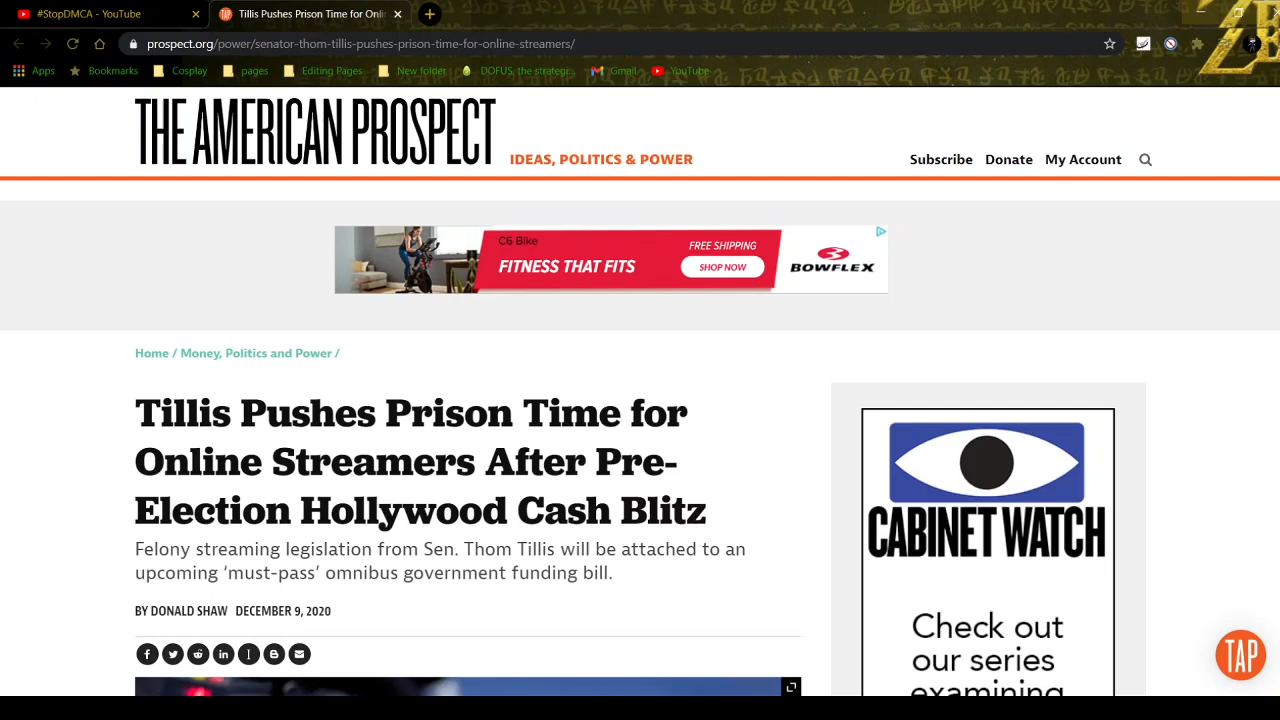 #StopDMCA - YouTube
Tillis Pushes Prison Time for Onlin
prospect.org/power/senator-thom-tillis-pushes-prison-time-for-online-streamers/
Apps Bookmarks Cosplay pages Editing Pages New folder DOFUS, the strategi... Gmail YouTube
THE AMERICAN PROSPECT
IDEAS, POLITICS & POWER
Subscribe Donate My Account
C6 Bike
FITNESS THAT FITS
FREE SHIPPING
SHOP NOW
BOWFLEX
Home / Money, Politics and Power /
Tillis Pushes Prison Time for
Online Streamers After Pre-
Election Hollywood Cash Blitz
Felony streaming legislation from Sen. Thom Tillis will be attached to an
upcoming ‘must-pass’ omnibus government funding bill.
BY DONALD SHAW DECEMBER 9, 2020
CABINET WATCH
Check out
our series
examining
TAP